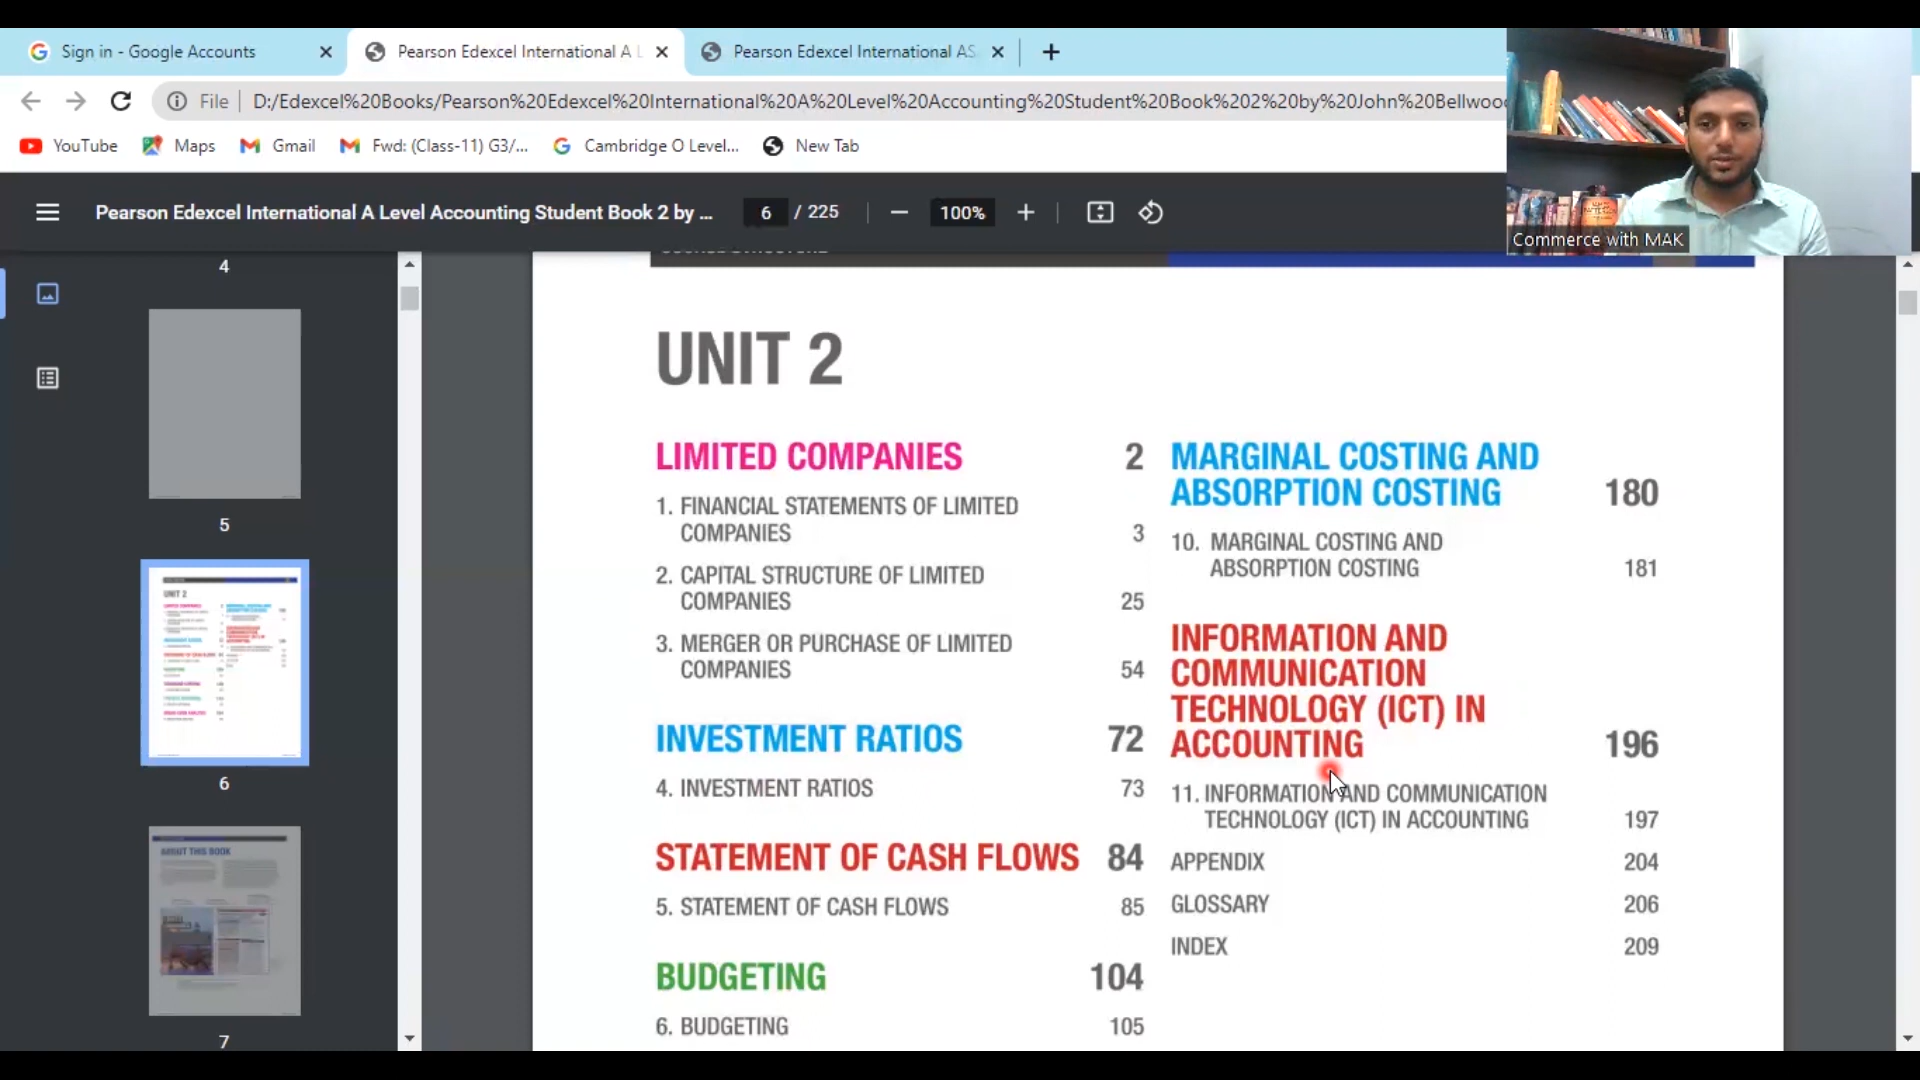 Sign in - Google Accounts
Pearson Edexcel International A L
Pearson Edexcel International AS
File
D:/Edexcel%20Books/Pearson%20Edexcel%20International%20A%20Level%20Accounting%20Student%20Book%202%20by%20John%20Bellwood
YouTube
Maps
Gmail
Fwd: (Class-11) G3/...
Cambridge O Level...
New Tab
Pearson Edexcel International A Level Accounting Student Book 2 by ...
6 / 225
100%
Commerce with MAK
4
5
6
7
UNIT 2
LIMITED COMPANIES 2
1. FINANCIAL STATEMENTS OF LIMITED
COMPANIES 3
2. CAPITAL STRUCTURE OF LIMITED
COMPANIES 25
3. MERGER OR PURCHASE OF LIMITED
COMPANIES 54
INVESTMENT RATIOS 72
4. INVESTMENT RATIOS 73
STATEMENT OF CASH FLOWS 84
5. STATEMENT OF CASH FLOWS 85
BUDGETING 104
6. BUDGETING 105
MARGINAL COSTING AND
ABSORPTION COSTING 180
10. MARGINAL COSTING AND
ABSORPTION COSTING 181
INFORMATION AND
COMMUNICATION
TECHNOLOGY (ICT) IN
ACCOUNTING 196
11. INFORMATION AND COMMUNICATION
TECHNOLOGY (ICT) IN ACCOUNTING 197
APPENDIX 204
GLOSSARY 206
INDEX 209
UNIT 2
ABOUT THIS BOOK